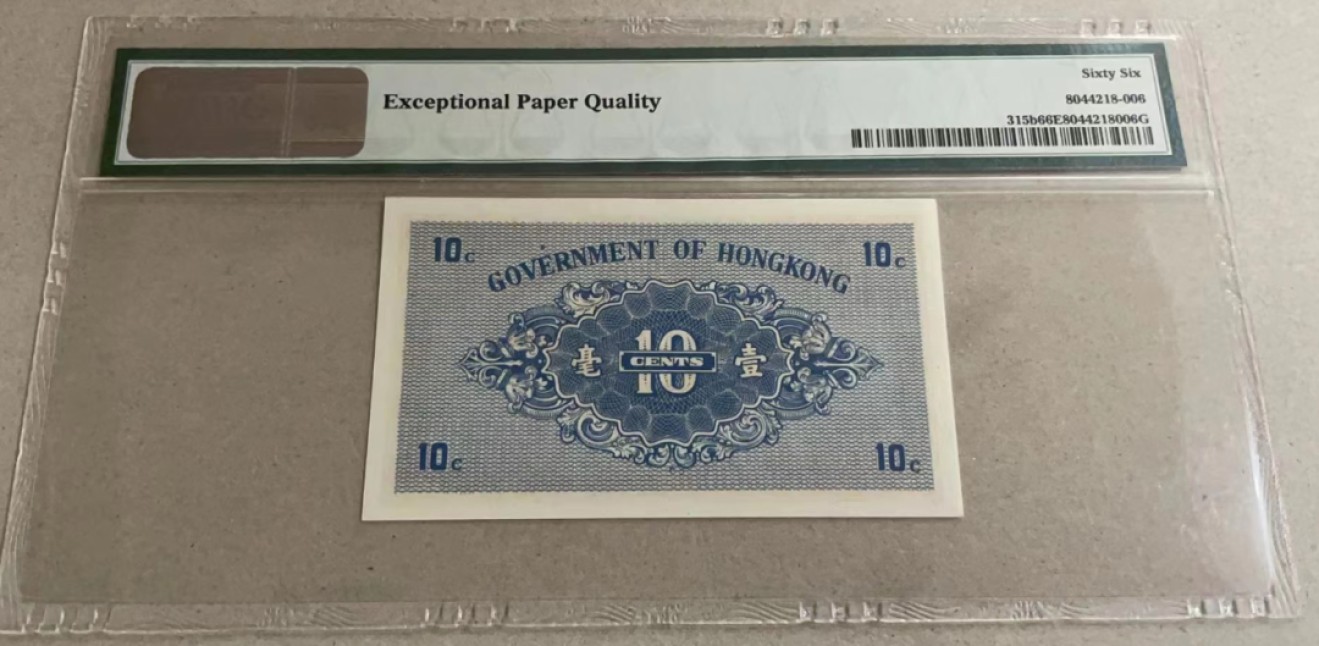 Exceptional Paper Quality
Sixty Six
8044218-006
315b66E8044218006G
10c
GOVERNMENT OF HONGKONG
10c
毫
10
CENTS
壹
10c
10c